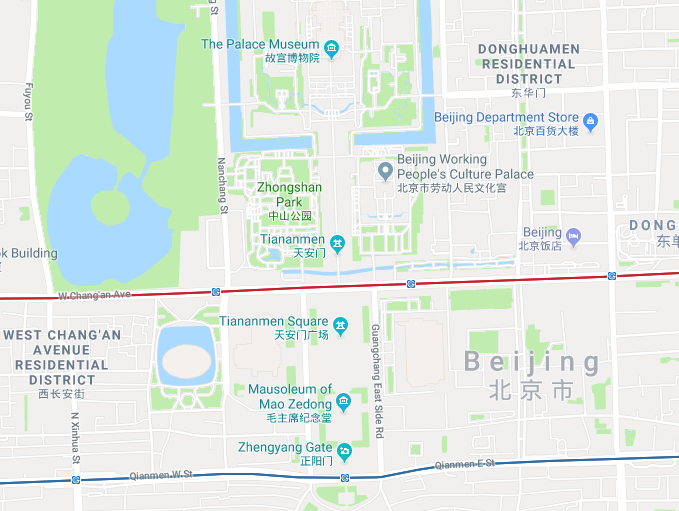 ng St
The Palace Museum
故宫博物院
DONGHUAMEN
RESIDENTIAL
DISTRICT
东华门
Fuyou St
Beijing Department Store
北京百货大楼
Nanchang St
Beijing Working
People's Culture Palace
北京市劳动人民文化宫
Zhongshan
Park
中山公园
Tiananmen
天安门
Beijing
北京饭店
DONG
东单
ok Building
W Chang'an Ave
Tiananmen Square
天安门广场
Guangchang East Side Rd
WEST CHANG'AN
AVENUE
RESIDENTIAL
DISTRICT
西长安街
Beijing
北京市
Mausoleum of
Mao Zedong
毛主席纪念堂
N Xinhua St
Zhengyang Gate
正阳门
Qianmen W St
Qianmen E St